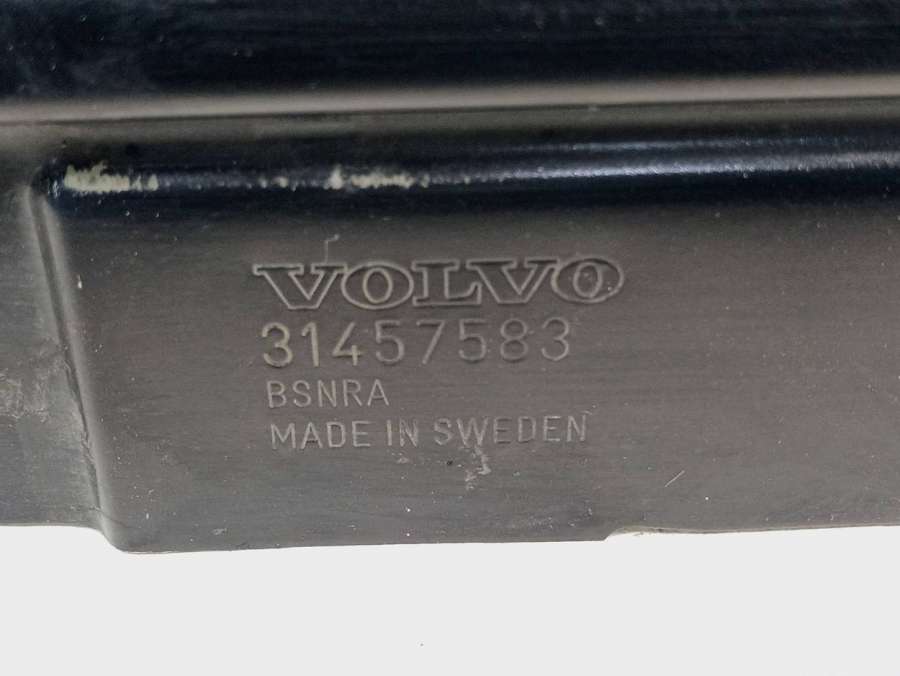 VOLVO
31457583
BSNRA
MADE IN SWEDEN